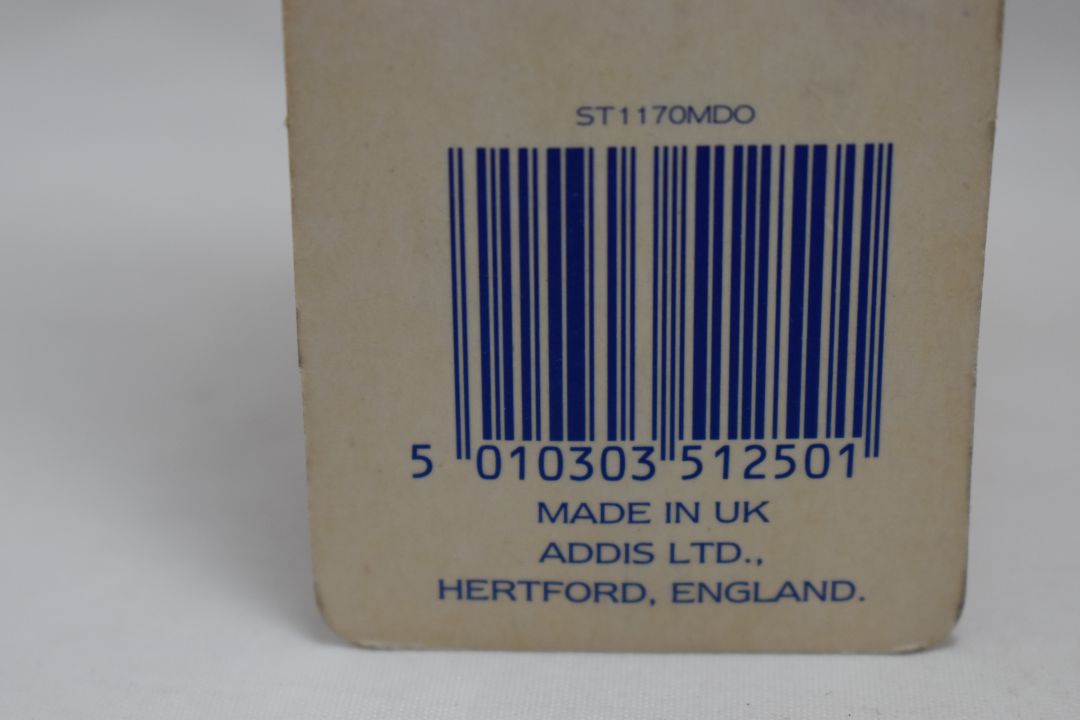 ST1170MDO
5 010303 512501
MADE IN UK
ADDIS LTD.,
HERTFORD, ENGLAND.